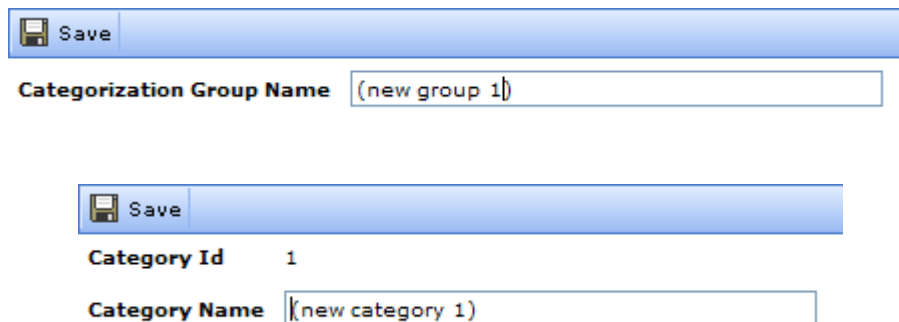 Save
Categorization Group Name (new group 1)
Save
Category Id 1
Category Name (new category 1)